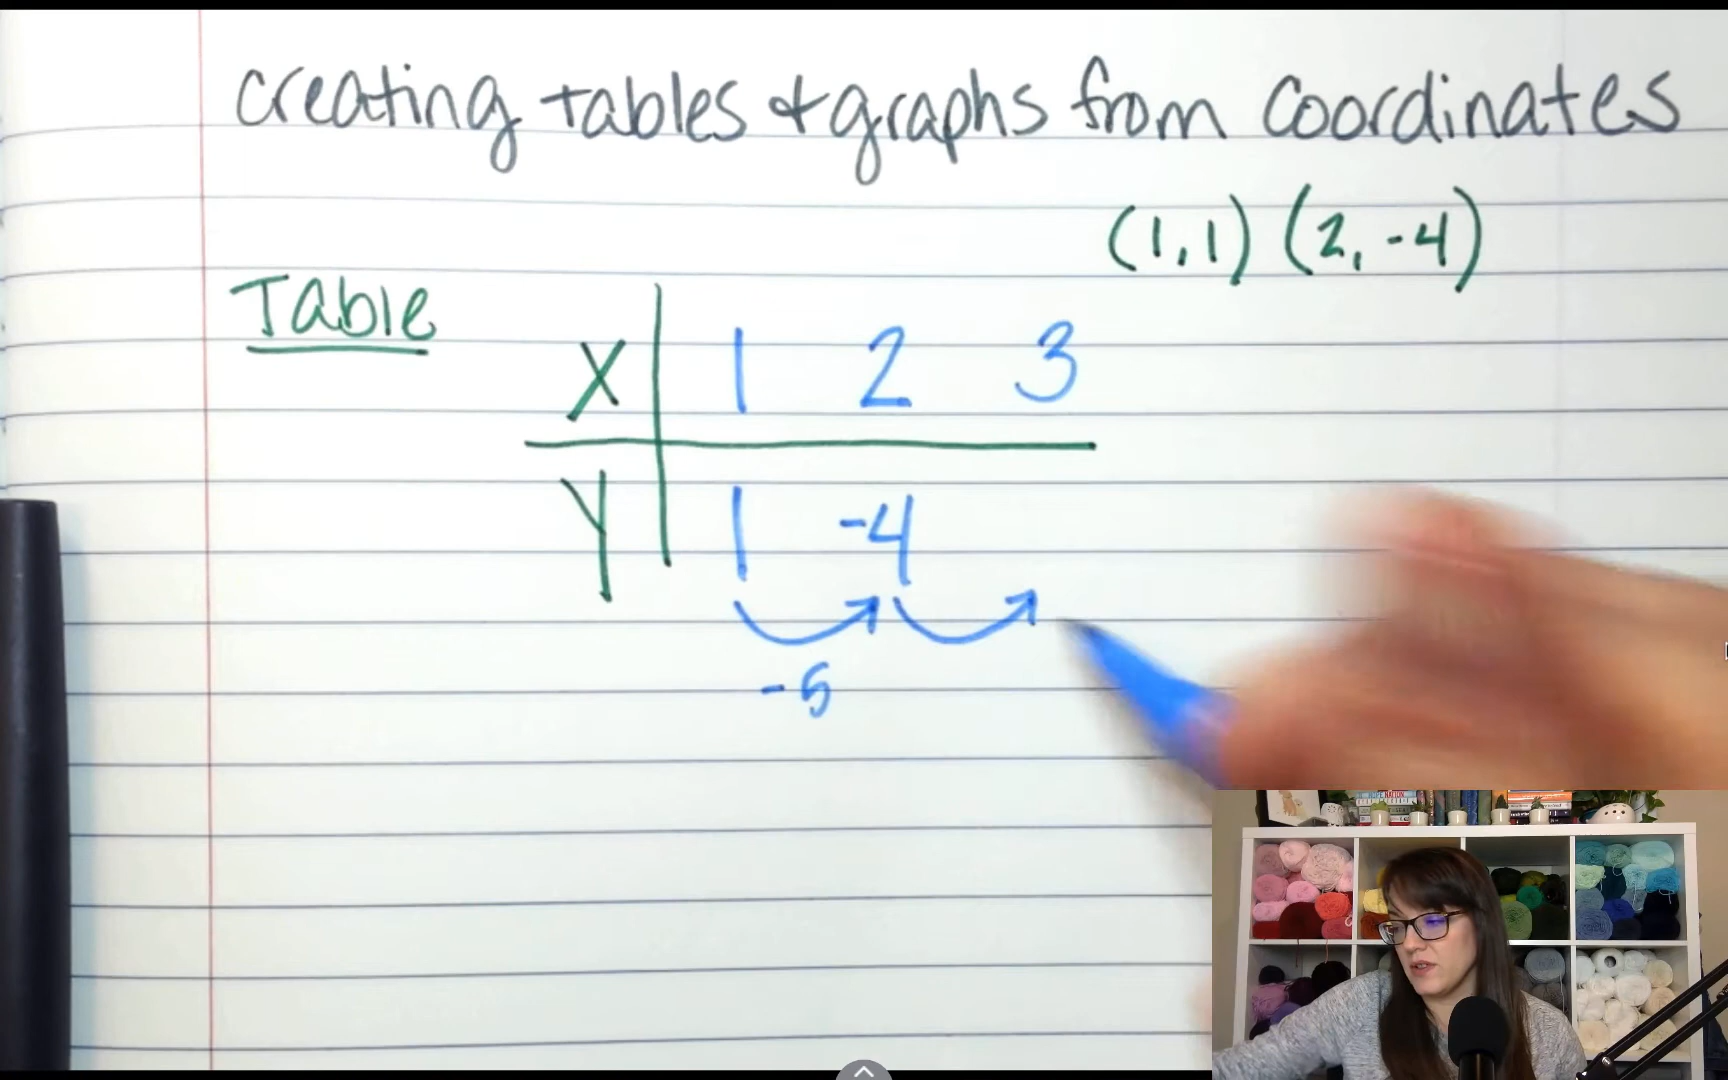 creating tables & graphs from coordinates
(1,1) (2,-4)
Table
X 1 2 3
Y 1 -4
-5